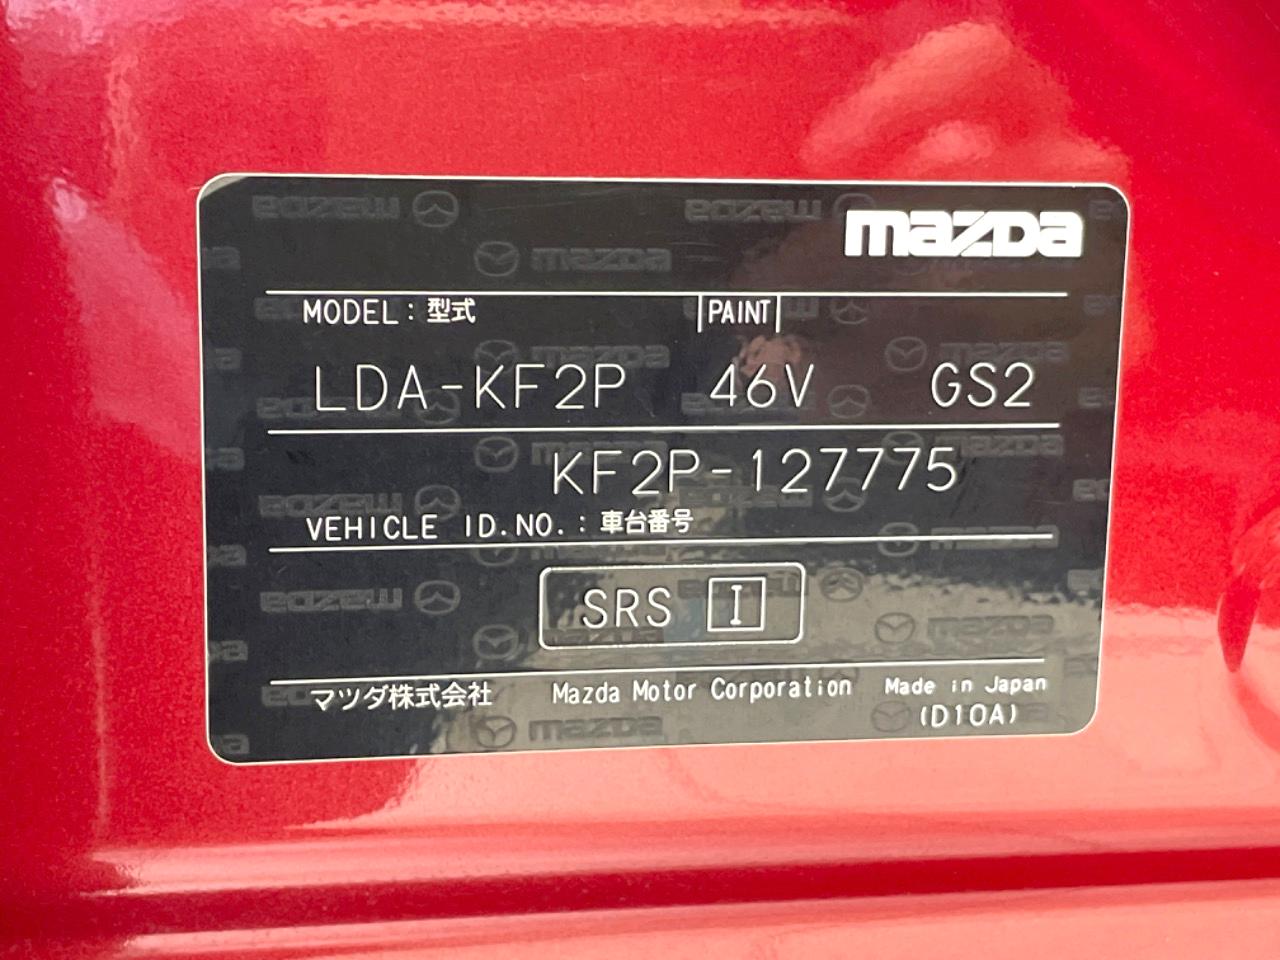 mazda
MODEL : 型式 PAINT
LDA-KF2P 46V GS2
KF2P-127775
VEHICLE ID.NO. : 車台番号
SRS I
マツダ株式会社 Mazda Motor Corporation Made in Japan
(D10A)